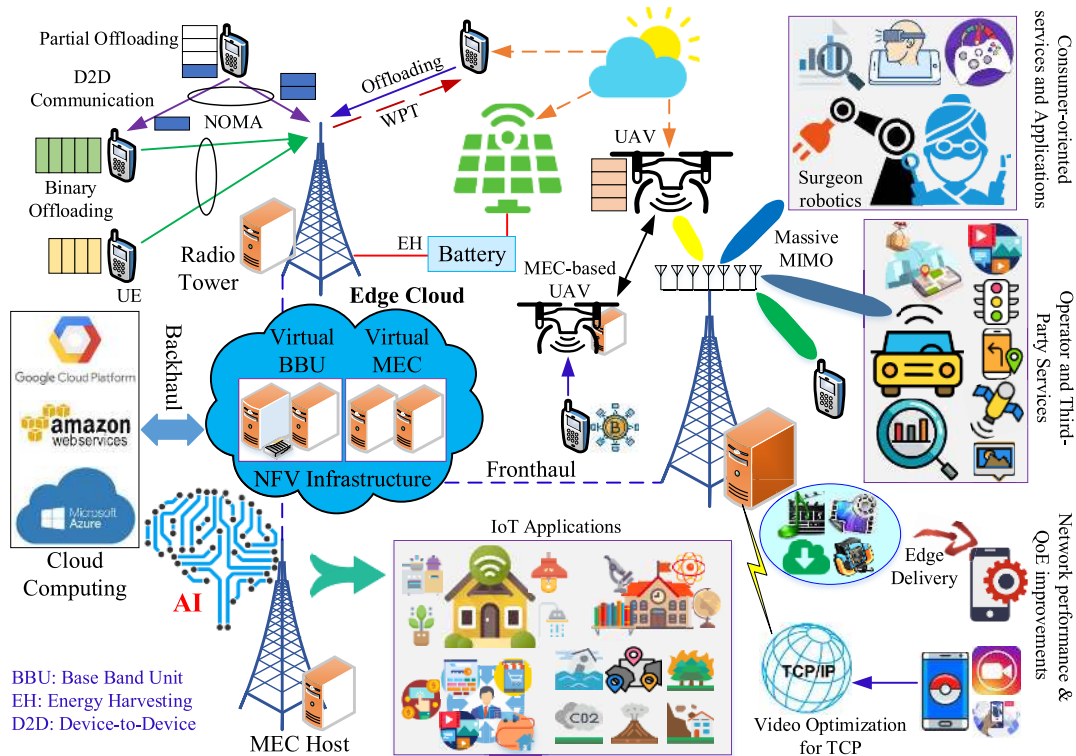 Partial Offloading
D2D
Communication
NOMA
Binary
Offloading
UE
Offloading
WPT
Radio
Tower
EH
Battery
UAV
MEC-based
UAV
Massive
MIMO
Surgeon
robotics
Consumer-oriented
services and Applications
Operator and Third-
Party Services
Network performance &
QoE improvements
Edge Cloud
Virtual
BBU
Virtual
MEC
NFV Infrastructure
Backhaul
Fronthaul
Google Cloud Platform
amazon
webservices
Microsoft
Azure
Cloud
Computing
AI
B
IoT Applications
CO2
Edge
Delivery
TCP/IP
Video Optimization
for TCP
MEC Host
BBU: Base Band Unit
EH: Energy Harvesting
D2D: Device-to-Device